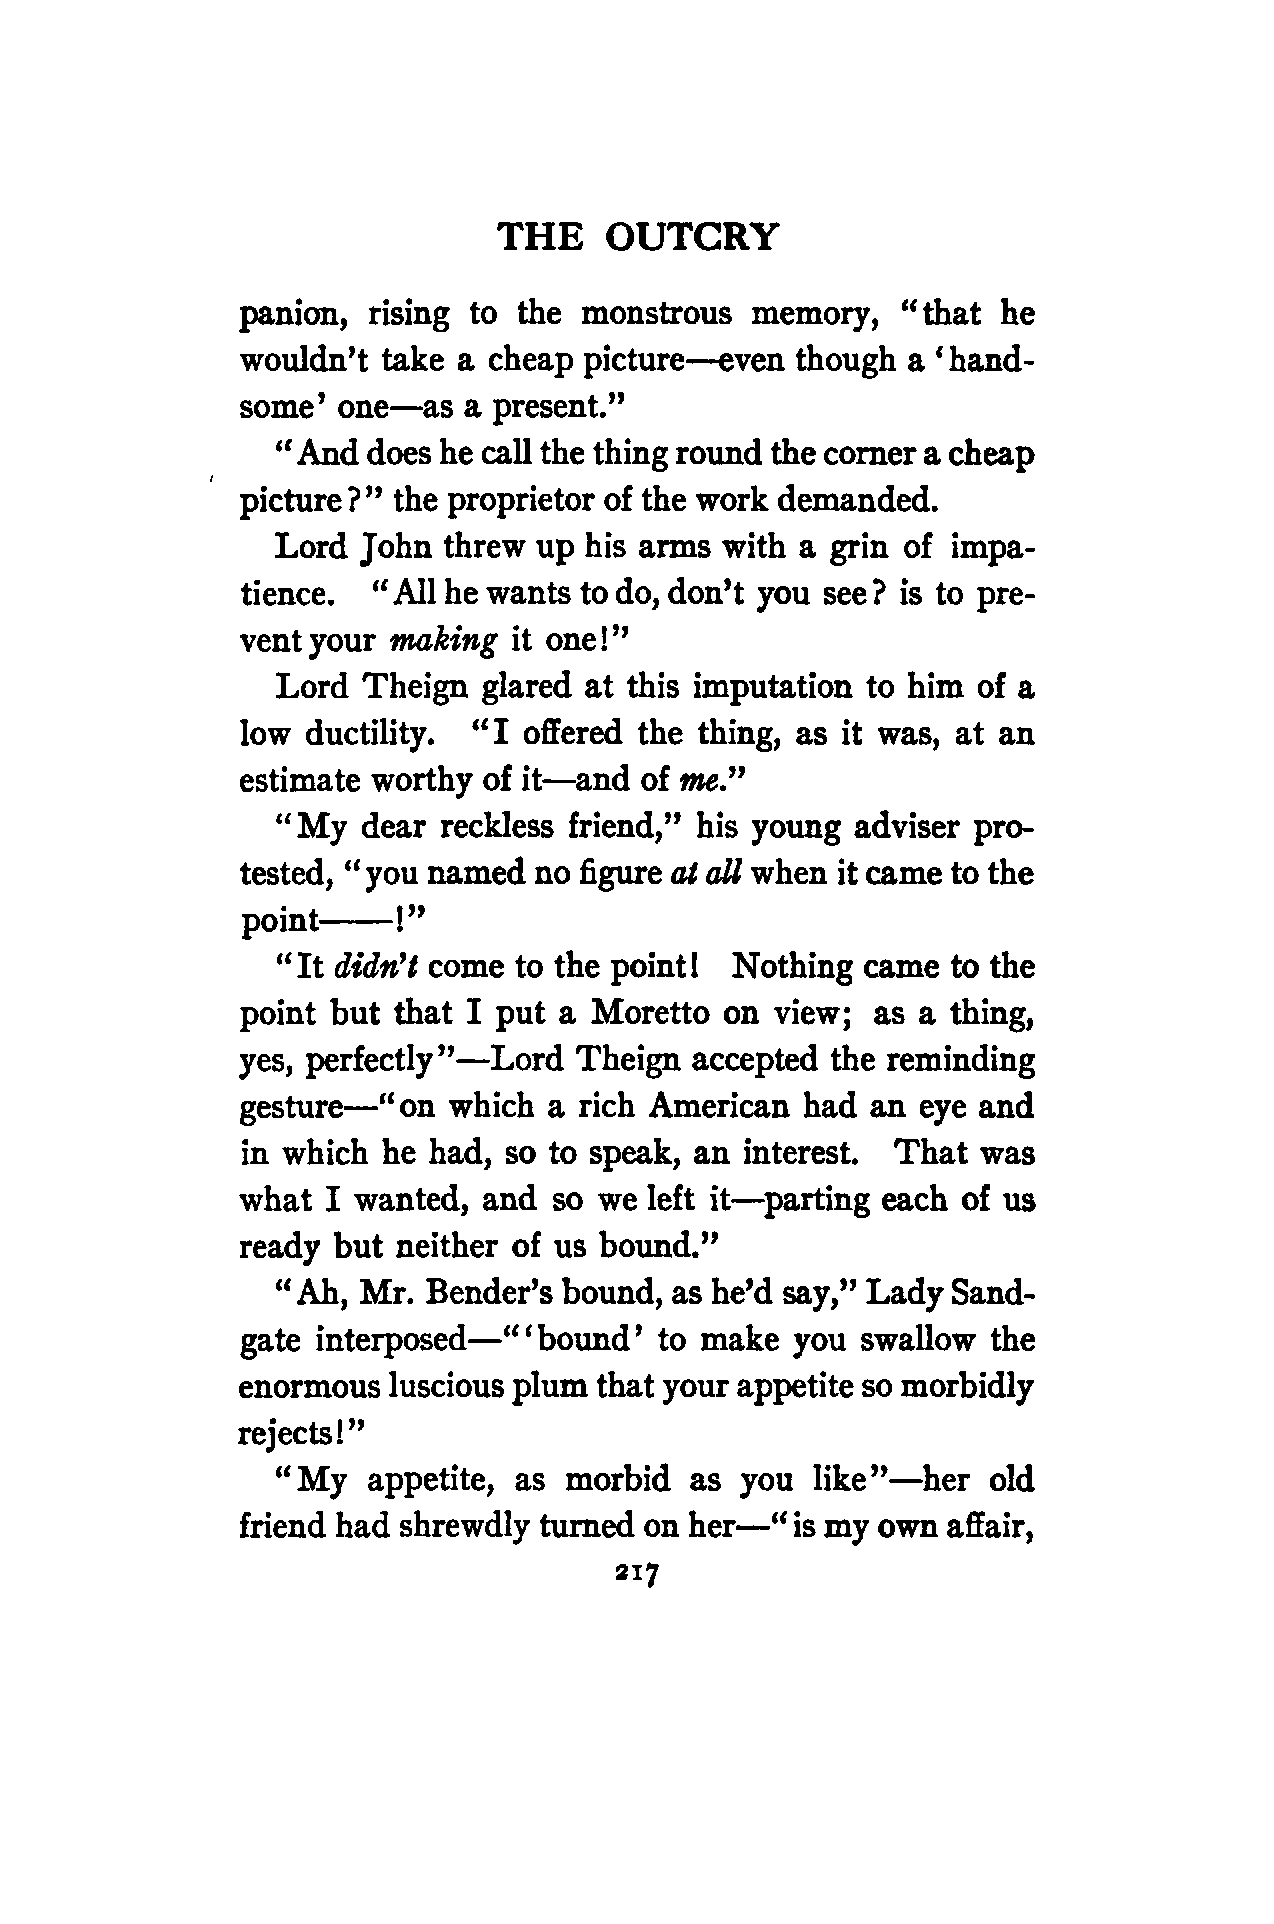 THE OUTCRY
panion, rising to the monstrous memory, “that he
wouldn’t take a cheap picture—even though a ‘hand-
some’ one—as a present.”
“And does he call the thing round the corner a cheap
picture?” the proprietor of the work demanded.
Lord John threw up his arms with a grin of impa-
tience. “All he wants to do, don’t you see? is to pre-
vent your making it one!”
Lord Theign glared at this imputation to him of a
low ductility. “I offered the thing, as it was, at an
estimate worthy of it—and of me.”
“My dear reckless friend,” his young adviser pro-
tested, “you named no figure at all when it came to the
point——!”
“It didn’t come to the point! Nothing came to the
point but that I put a Moretto on view; as a thing,
yes, perfectly”—Lord Theign accepted the reminding
gesture—“on which a rich American had an eye and
in which he had, so to speak, an interest. That was
what I wanted, and so we left it—parting each of us
ready but neither of us bound.”
“Ah, Mr. Bender’s bound, as he’d say,” Lady Sand-
gate interposed—“‘bound’ to make you swallow the
enormous luscious plum that your appetite so morbidly
rejects!”
“My appetite, as morbid as you like”—her old
friend had shrewdly turned on her—“is my own affair,
217